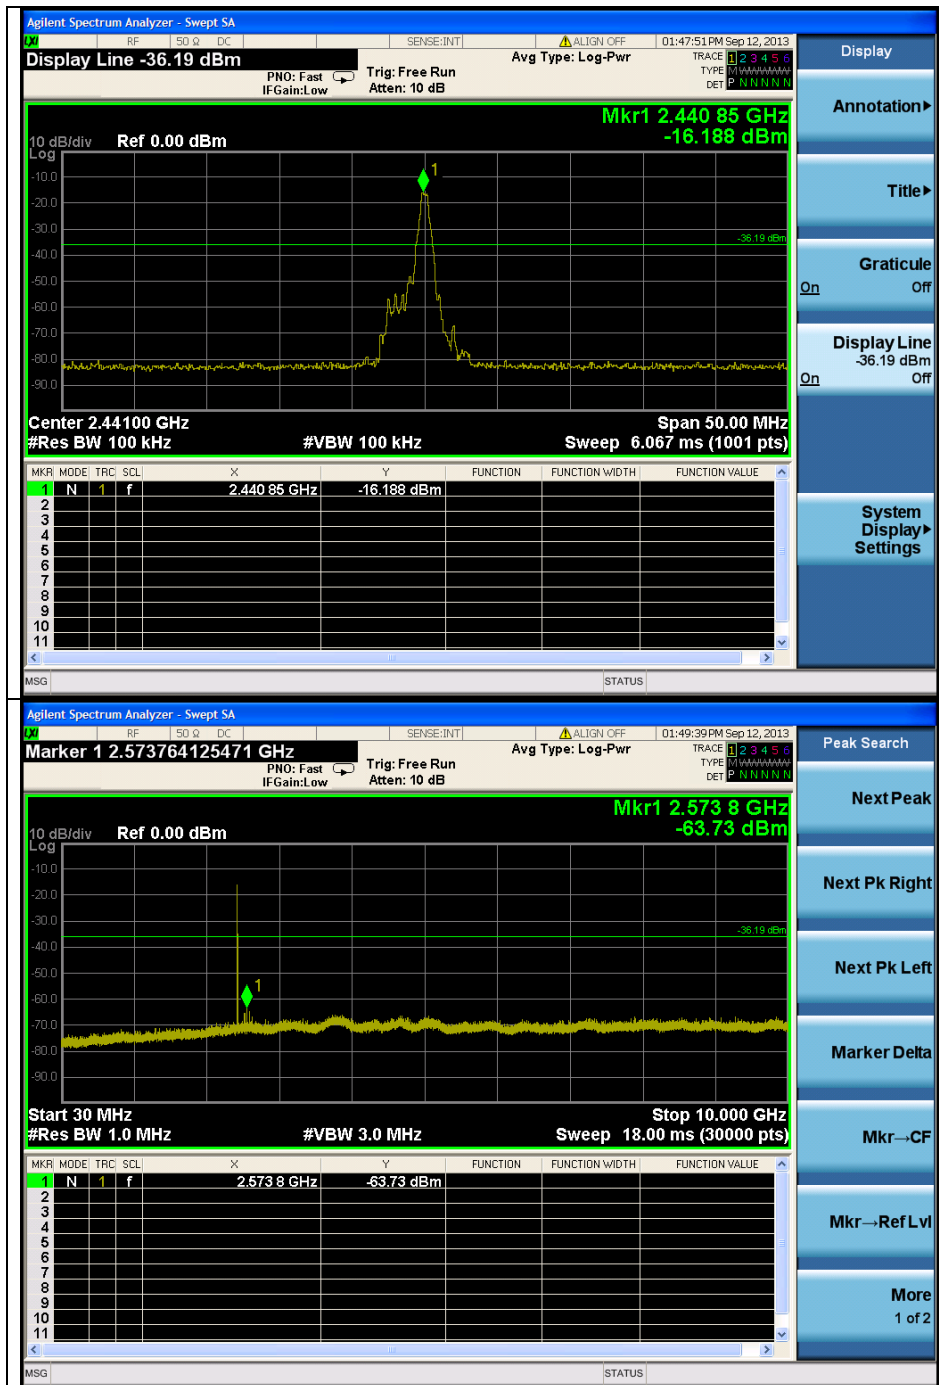 Agilent Spectrum Analyzer - Swept SA
LXI RF 50 Ω DC SENSE:INT ALIGN OFF 01:47:51 PM Sep 12, 2013
Display Line -36.19 dBm
PNO: Fast
IFGain:Low
Trig: Free Run
Atten: 10 dB
Avg Type: Log-Pwr
TRACE 1 2 3 4 5 6
TYPE M
DET P N N N N N
Mkr1 2.440 85 GHz
-16.188 dBm
10 dB/div Ref 0.00 dBm
Log
1
-10.0
-20.0
-30.0
-36.19 dBm
-40.0
-50.0
-60.0
-70.0
-80.0
-90.0
Center 2.44100 GHz Span 50.00 MHz
#Res BW 100 kHz #VBW 100 kHz Sweep 6.067 ms (1001 pts)
MKR MODE TRC SCL X Y FUNCTION FUNCTION WIDTH FUNCTION VALUE
1 N 1 f 2.440 85 GHz -16.188 dBm
2
3
4
5
6
7
8
9
10
11
MSG STATUS
Display
Annotation
Title
Graticule
On Off
Display Line
-36.19 dBm
On Off
System
Display
Settings
Agilent Spectrum Analyzer - Swept SA
LXI RF 50 Ω DC SENSE:INT ALIGN OFF 01:49:39 PM Sep 12, 2013
Marker 1 2.573764125471 GHz
PNO: Fast
IFGain:Low
Trig: Free Run
Atten: 10 dB
Avg Type: Log-Pwr
TRACE 1 2 3 4 5 6
TYPE M
DET P N N N N N
Mkr1 2.573 8 GHz
-63.73 dBm
10 dB/div Ref 0.00 dBm
Log
-10.0
-20.0
-30.0
-36.19 dBm
-40.0
-50.0
1
-60.0
-70.0
-80.0
-90.0
Start 30 MHz Stop 10.000 GHz
#Res BW 1.0 MHz #VBW 3.0 MHz Sweep 18.00 ms (30000 pts)
MKR MODE TRC SCL X Y FUNCTION FUNCTION WIDTH FUNCTION VALUE
1 N 1 f 2.573 8 GHz -63.73 dBm
2
3
4
5
6
7
8
9
10
11
MSG STATUS
Peak Search
Next Peak
Next Pk Right
Next Pk Left
Marker Delta
Mkr→CF
Mkr→Ref Lvl
More
1 of 2